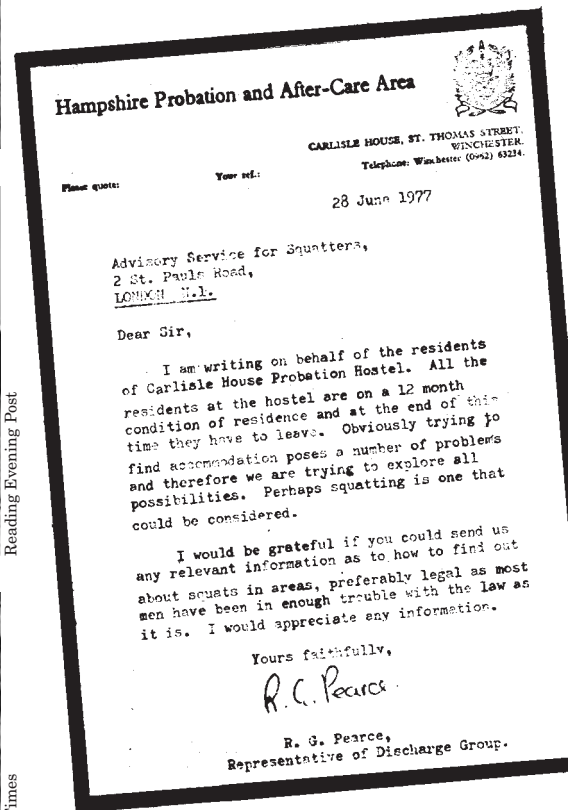 Hampshire Probation and After-Care Area
CARLISLE HOUSE, ST. THOMAS STREET.
WINCHESTER.
Telephone: Winchester (0962) 63234.
Please quote:
Your ref.:
28 June 1977
Advisory Service for Squatters,
2 St. Pauls Road,
LONDON N.1.
Dear Sir,
I am writing on behalf of the residents
of Carlisle House Probation Hostel. All the
residents at the hostel are on a 12 month
condition of residence and at the end of this
time they have to leave. Obviously trying to
find accommodation poses a number of problems
and therefore we are trying to explore all
possibilities. Perhaps squatting is one that
could be considered.
I would be grateful if you could send us
any relevant information as to how to find out
about squats in areas, preferably legal as most
men have been in enough trouble with the law as
it is. I would appreciate any information.
Yours faithfully,
R. G. Pearce
R. G. Pearce,
Representative of Discharge Group.
Reading Evening Post
Times